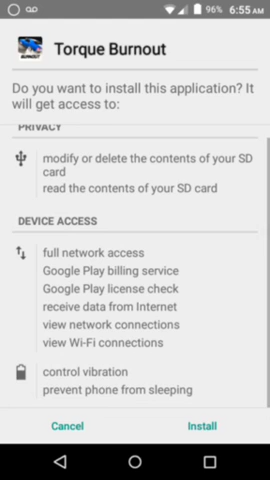 96% 6:55 AM
BURNOUT
Torque Burnout
Do you want to install this application? It
will get access to:
PRIVACY
modify or delete the contents of your SD
card
read the contents of your SD card
DEVICE ACCESS
full network access
Google Play billing service
Google Play license check
receive data from Internet
view network connections
view Wi-Fi connections
control vibration
prevent phone from sleeping
Cancel Install